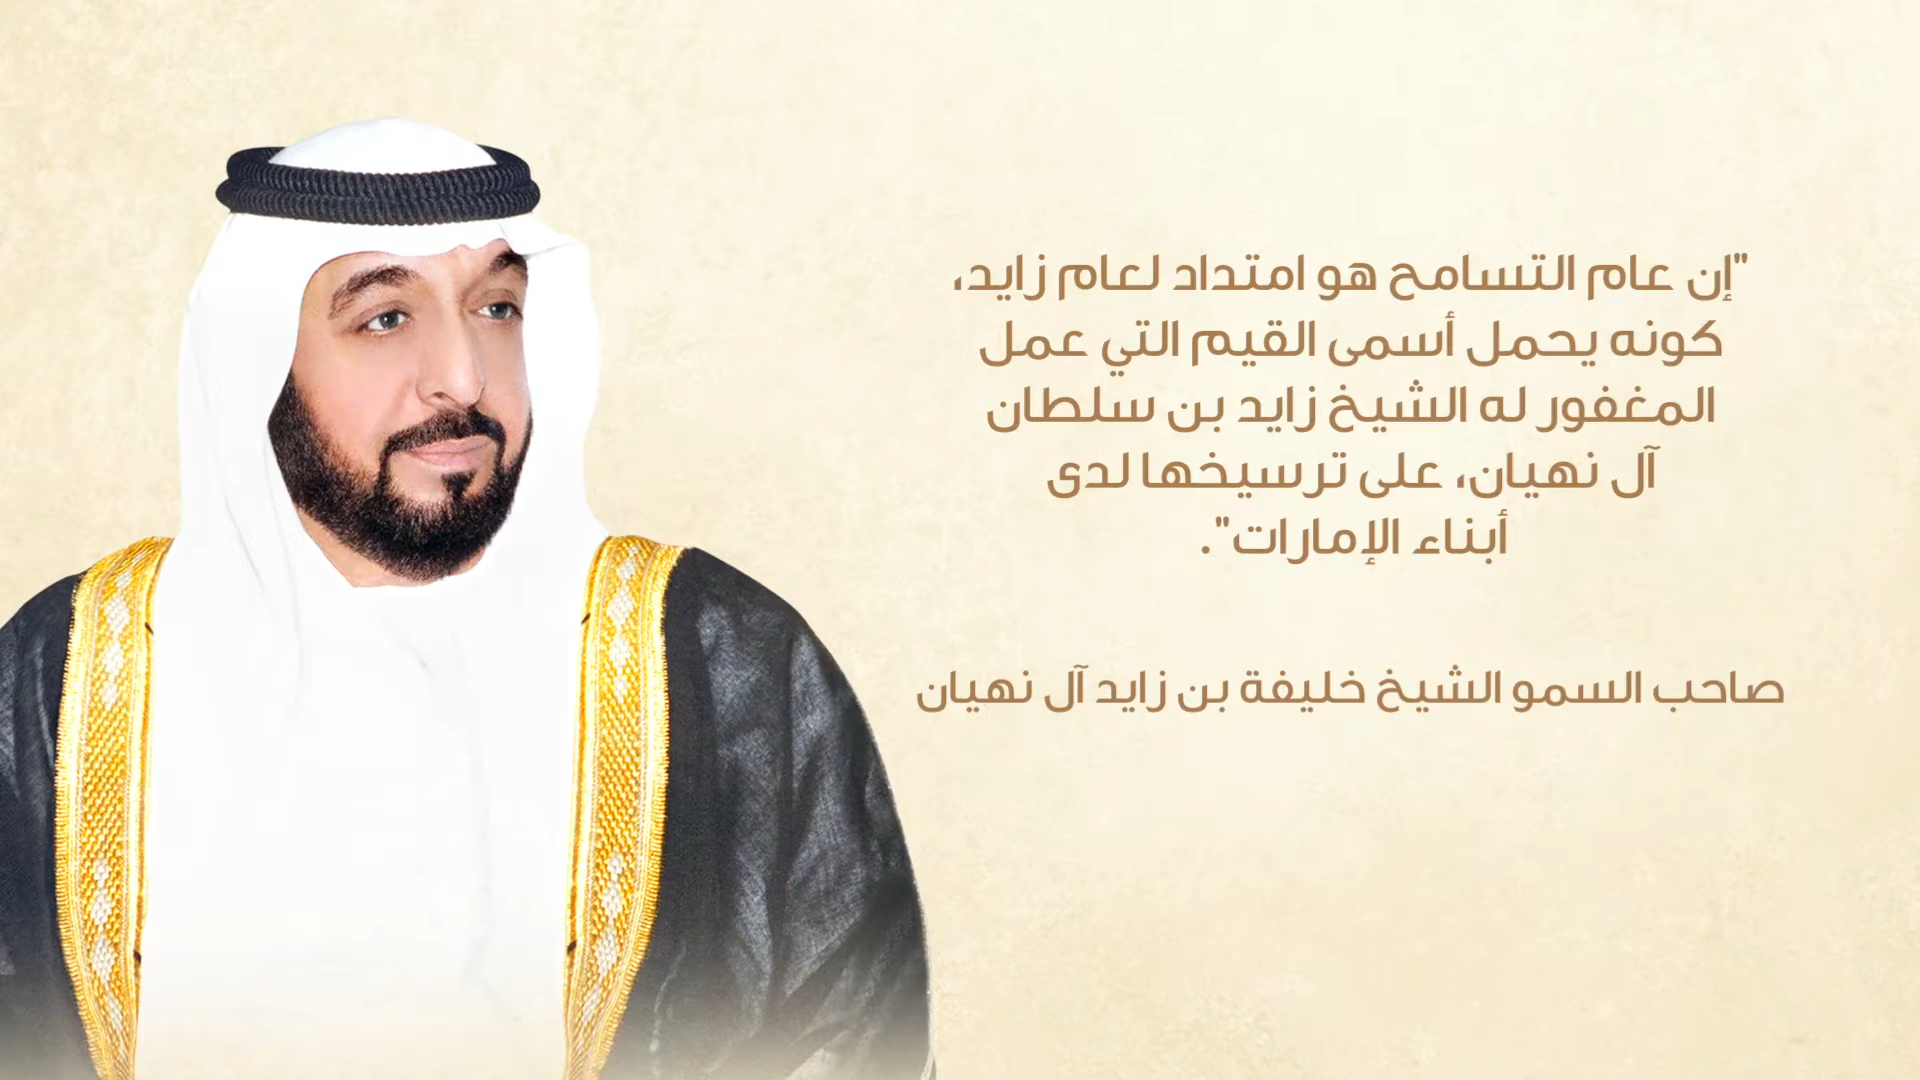 "إن عام التسامح هو امتداد لعام زايد،
كونه يحمل أسمى القيم التي عمل
المغفور له الشيخ زايد بن سلطان
آل نهيان، على ترسيخها لدى
أبناء الإمارات".
صاحب السمو الشيخ خليفة بن زايد آل نهيان